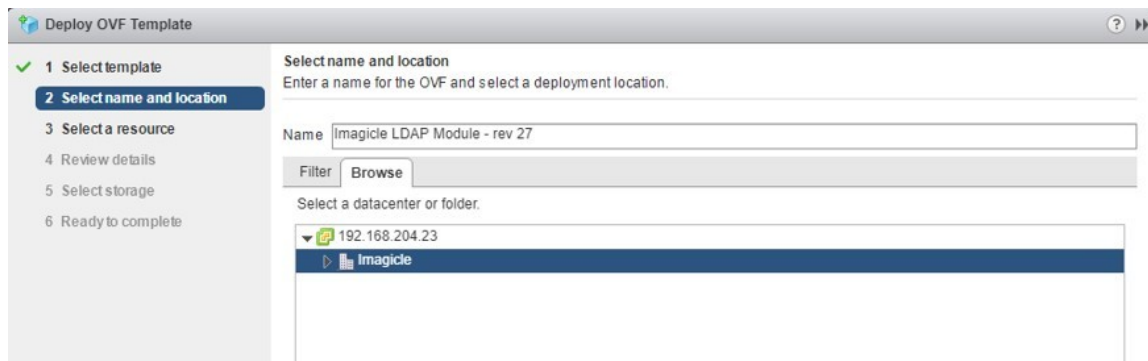 Deploy OVF Template
1 Select template
2 Select name and location
3 Select a resource
4 Review details
5 Select storage
6 Ready to complete
Select name and location
Enter a name for the OVF and select a deployment location.
Name Imagicle LDAP Module - rev 27
Filter Browse
Select a datacenter or folder.
192.168.204.23
Imagicle